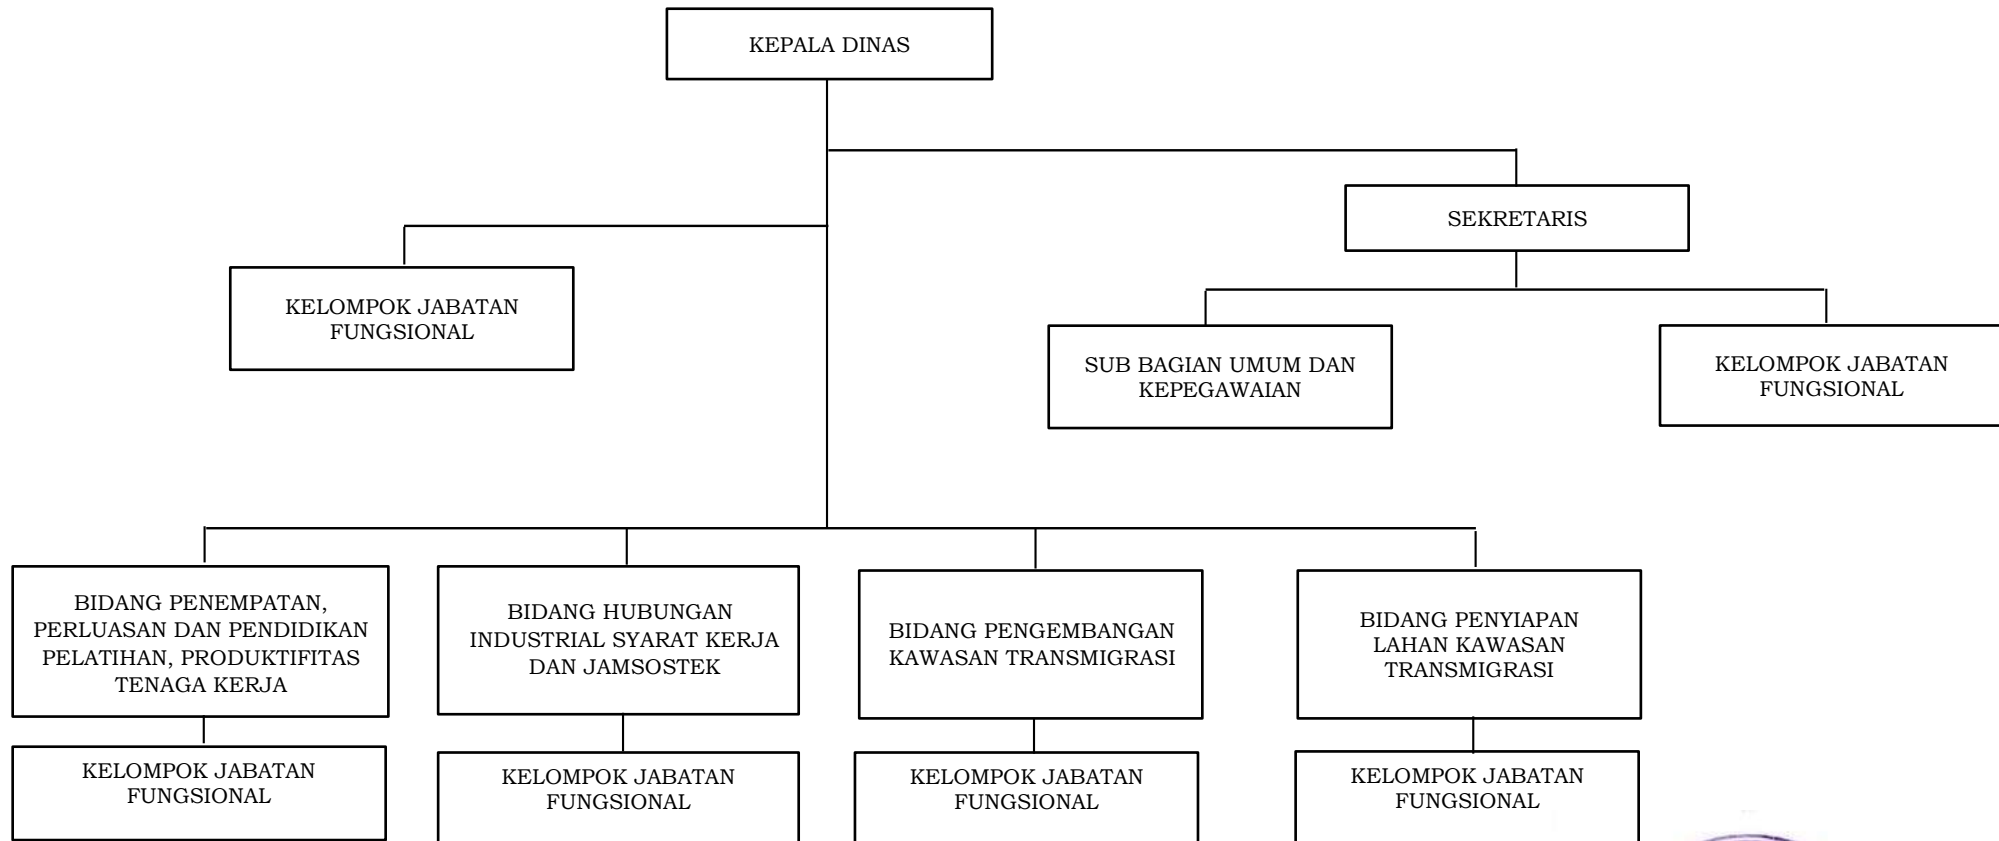 KEPALA DINAS
SEKRETARIS
KELOMPOK JABATAN
FUNGSIONAL
SUB BAGIAN UMUM DAN
KEPEGAWAIAN
KELOMPOK JABATAN
FUNGSIONAL
BIDANG PENEMPATAN,
PERLUASAN DAN PENDIDIKAN
PELATIHAN, PRODUKTIFITAS
TENAGA KERJA
BIDANG HUBUNGAN
INDUSTRIAL SYARAT KERJA
DAN JAMSOSTEK
BIDANG PENGEMBANGAN
KAWASAN TRANSMIGRASI
BIDANG PENYIAPAN
LAHAN KAWASAN
TRANSMIGRASI
KELOMPOK JABATAN
FUNGSIONAL
KELOMPOK JABATAN
FUNGSIONAL
KELOMPOK JABATAN
FUNGSIONAL
KELOMPOK JABATAN
FUNGSIONAL